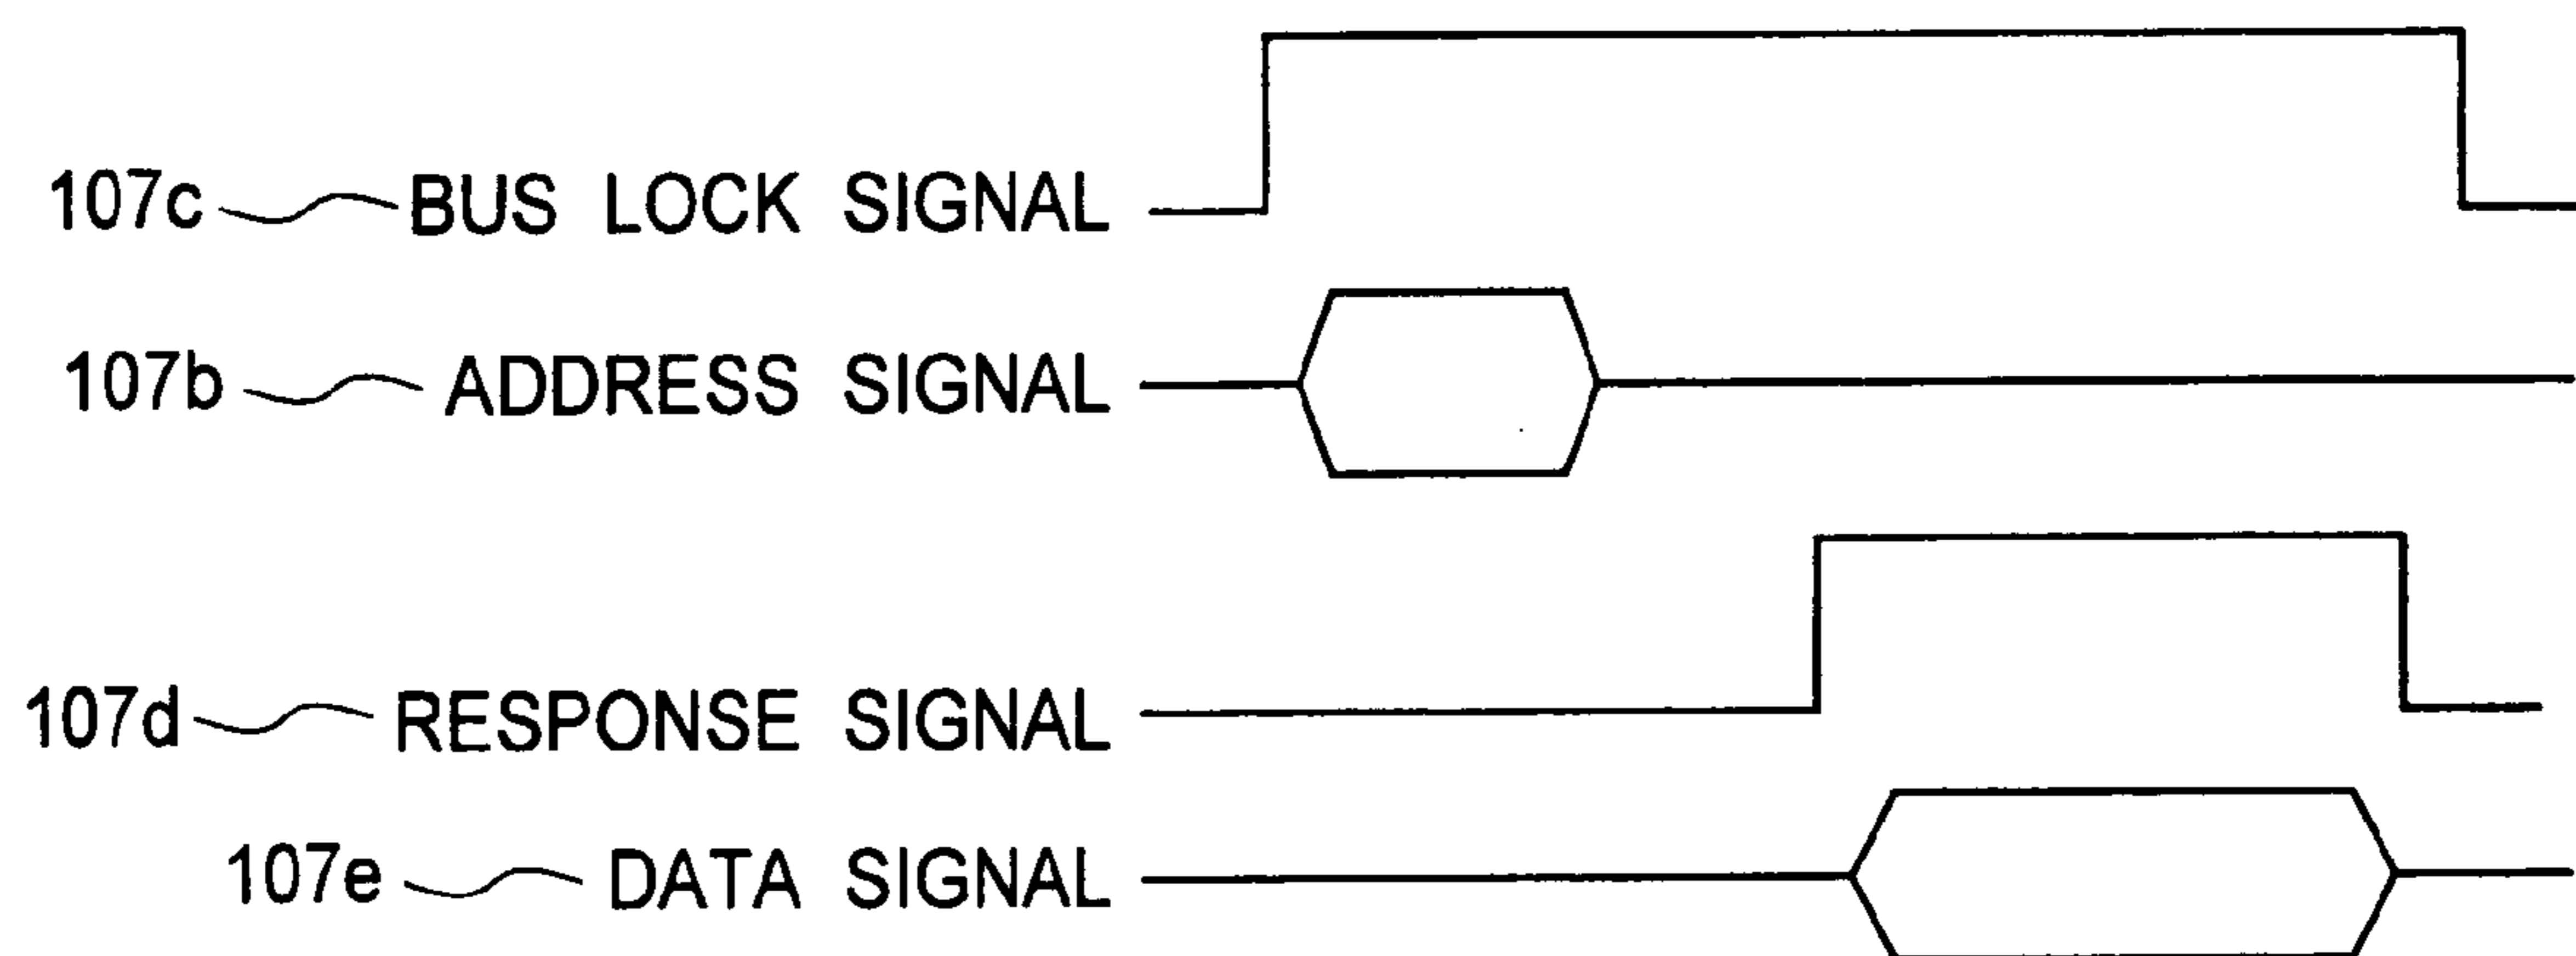 107c BUS LOCK SIGNAL
107b ADDRESS SIGNAL
107d RESPONSE SIGNAL
107e DATA SIGNAL